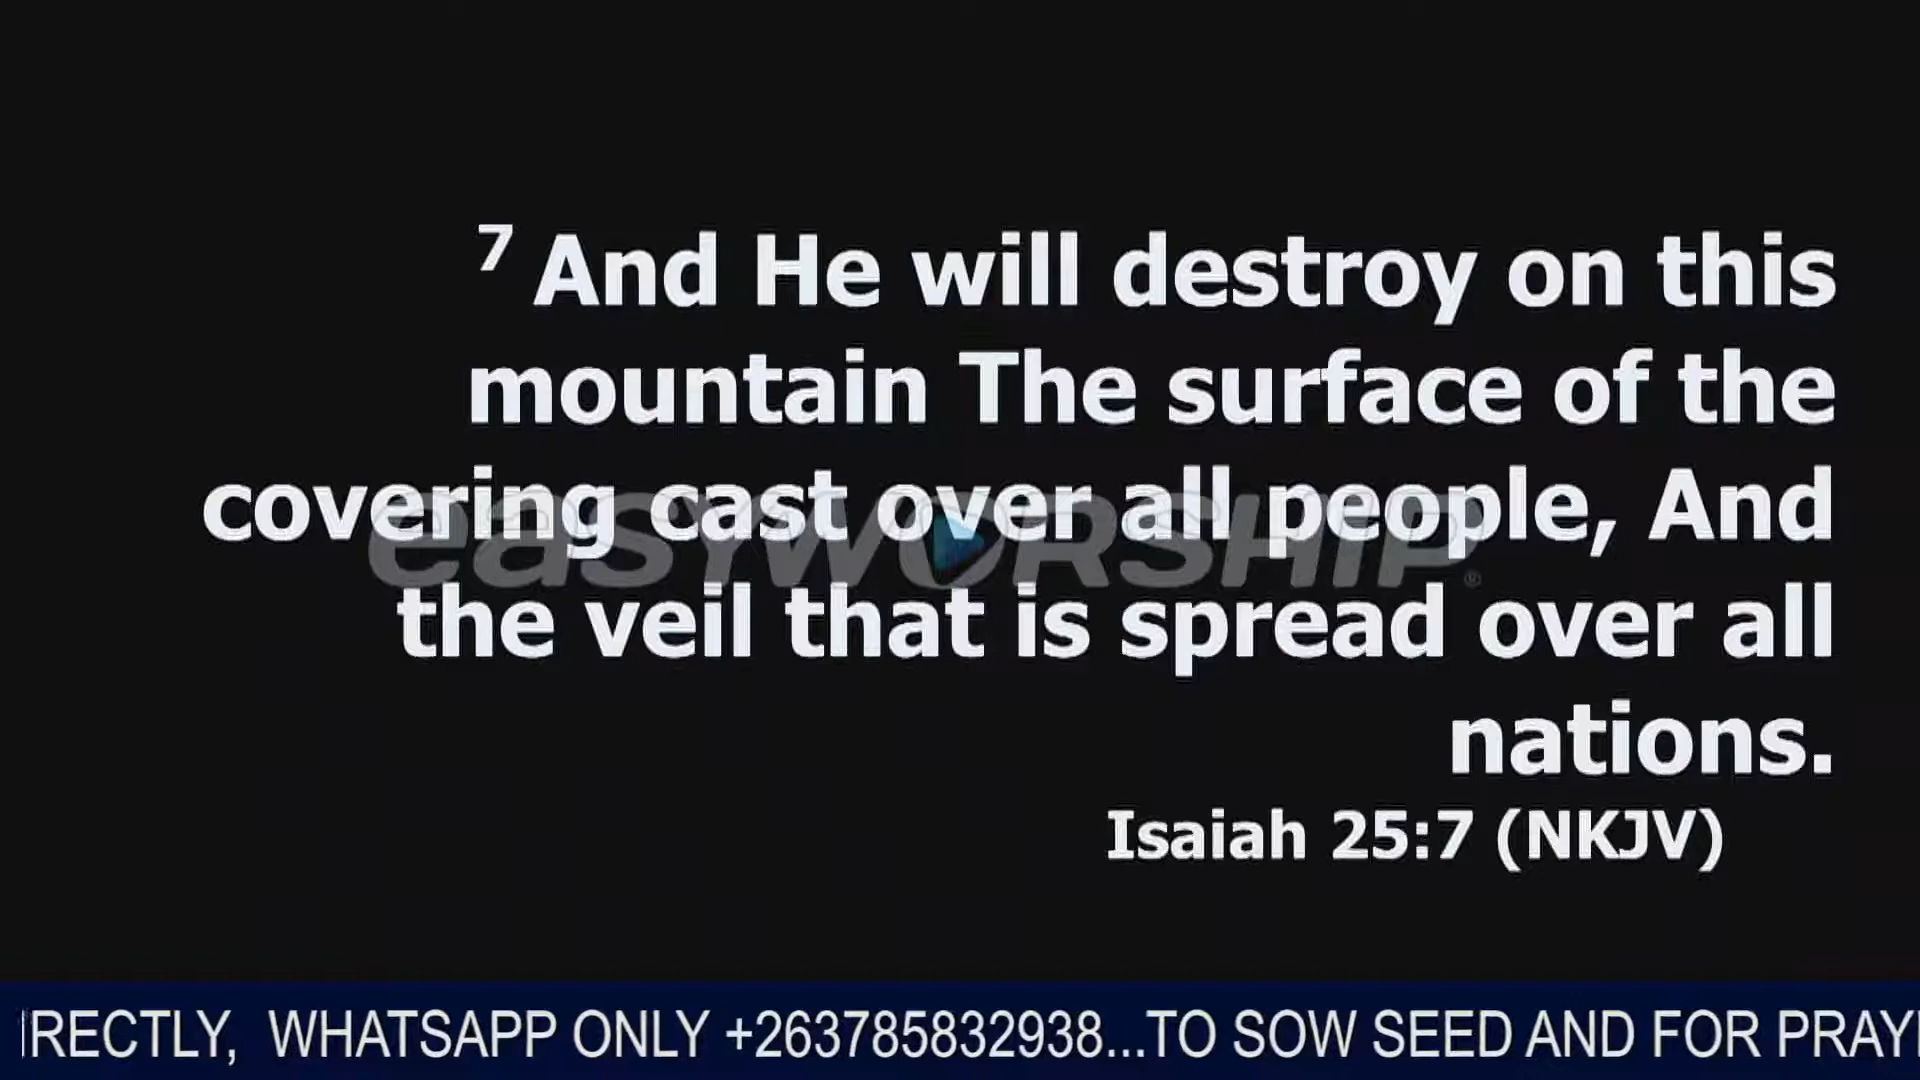 7 And He will destroy on this
mountain The surface of the
covering cast over all people, And
the veil that is spread over all
nations.
easyWORSHIP®
Isaiah 25:7 (NKJV)
IRECTLY, WHATSAPP ONLY +263785832938...TO SOW SEED AND FOR PRAY